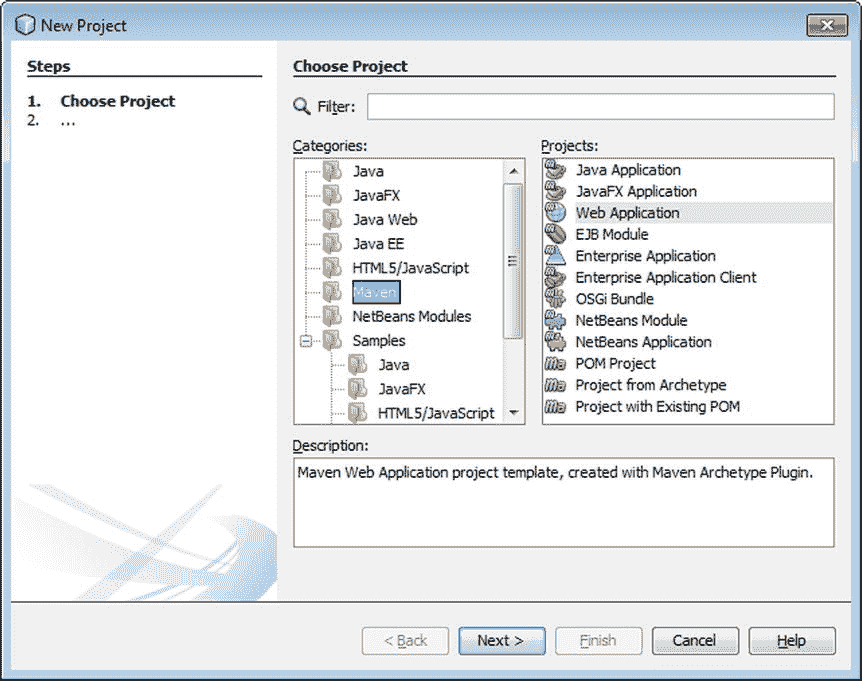 New Project
Steps
1. Choose Project
2. ...
Choose Project
Filter:
Categories:
Java
JavaFX
Java Web
Java EE
HTML5/JavaScript
Maven
NetBeans Modules
Samples
Java
JavaFX
HTML5/JavaScript
Projects:
Java Application
JavaFX Application
Web Application
EJB Module
Enterprise Application
Enterprise Application Client
OSGi Bundle
NetBeans Module
NetBeans Application
POM Project
Project from Archetype
Project with Existing POM
Description:
Maven Web Application project template, created with Maven Archetype Plugin.
< Back
Next >
Finish
Cancel
Help